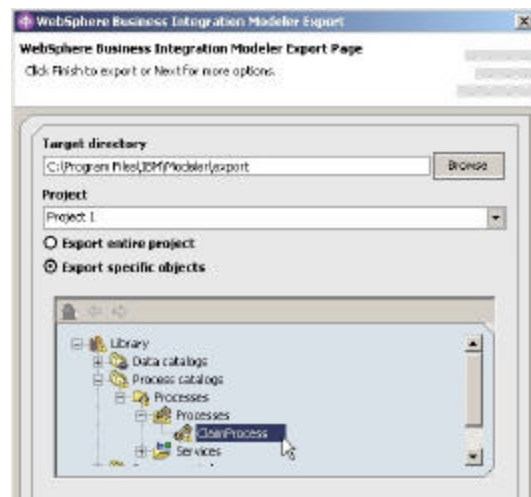 WebSphere Business Integration Modeler Export
WebSphere Business Integration Modeler Export Page
Click Finish to export or Next for more options.
Target directory
C:\Program Files\IBM\Modeler\export
Browse
Project
Project 1
Export entire project
Export specific objects
Library
Data catalogs
Process catalogs
Processes
Processes
ClaimProcess
Services